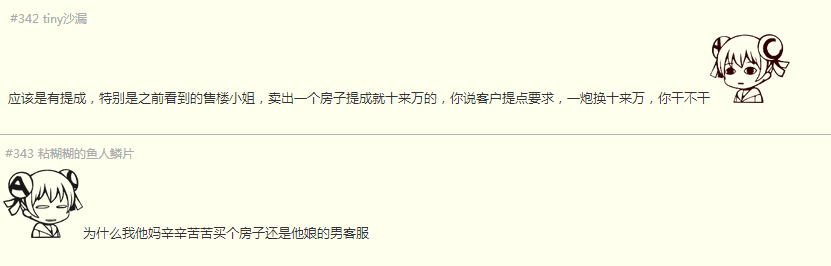 #342 tiny沙漏
应该是有提成，特别是之前看到的售楼小姐，卖出一个房子提成就十来万的，你说客户提点要求，一炮换十来万，你干不干
#343 粘糊糊的鱼人鳞片
为什么我他妈辛辛苦苦买个房子还是他娘的男客服